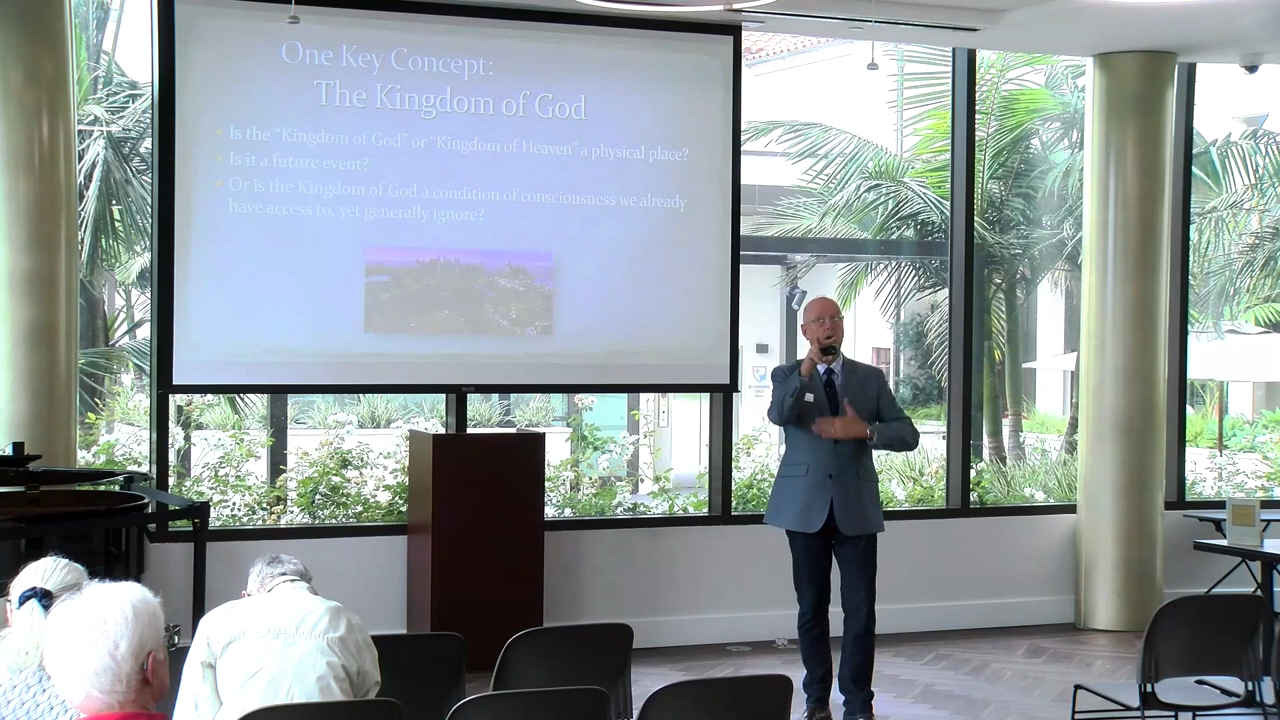 One Key Concept:
The Kingdom of God
Is the "Kingdom of God" or "Kingdom of Heaven" a physical place?
Is it a future event?
Or is the Kingdom of God a condition of consciousness we already
have access to, yet generally ignore?